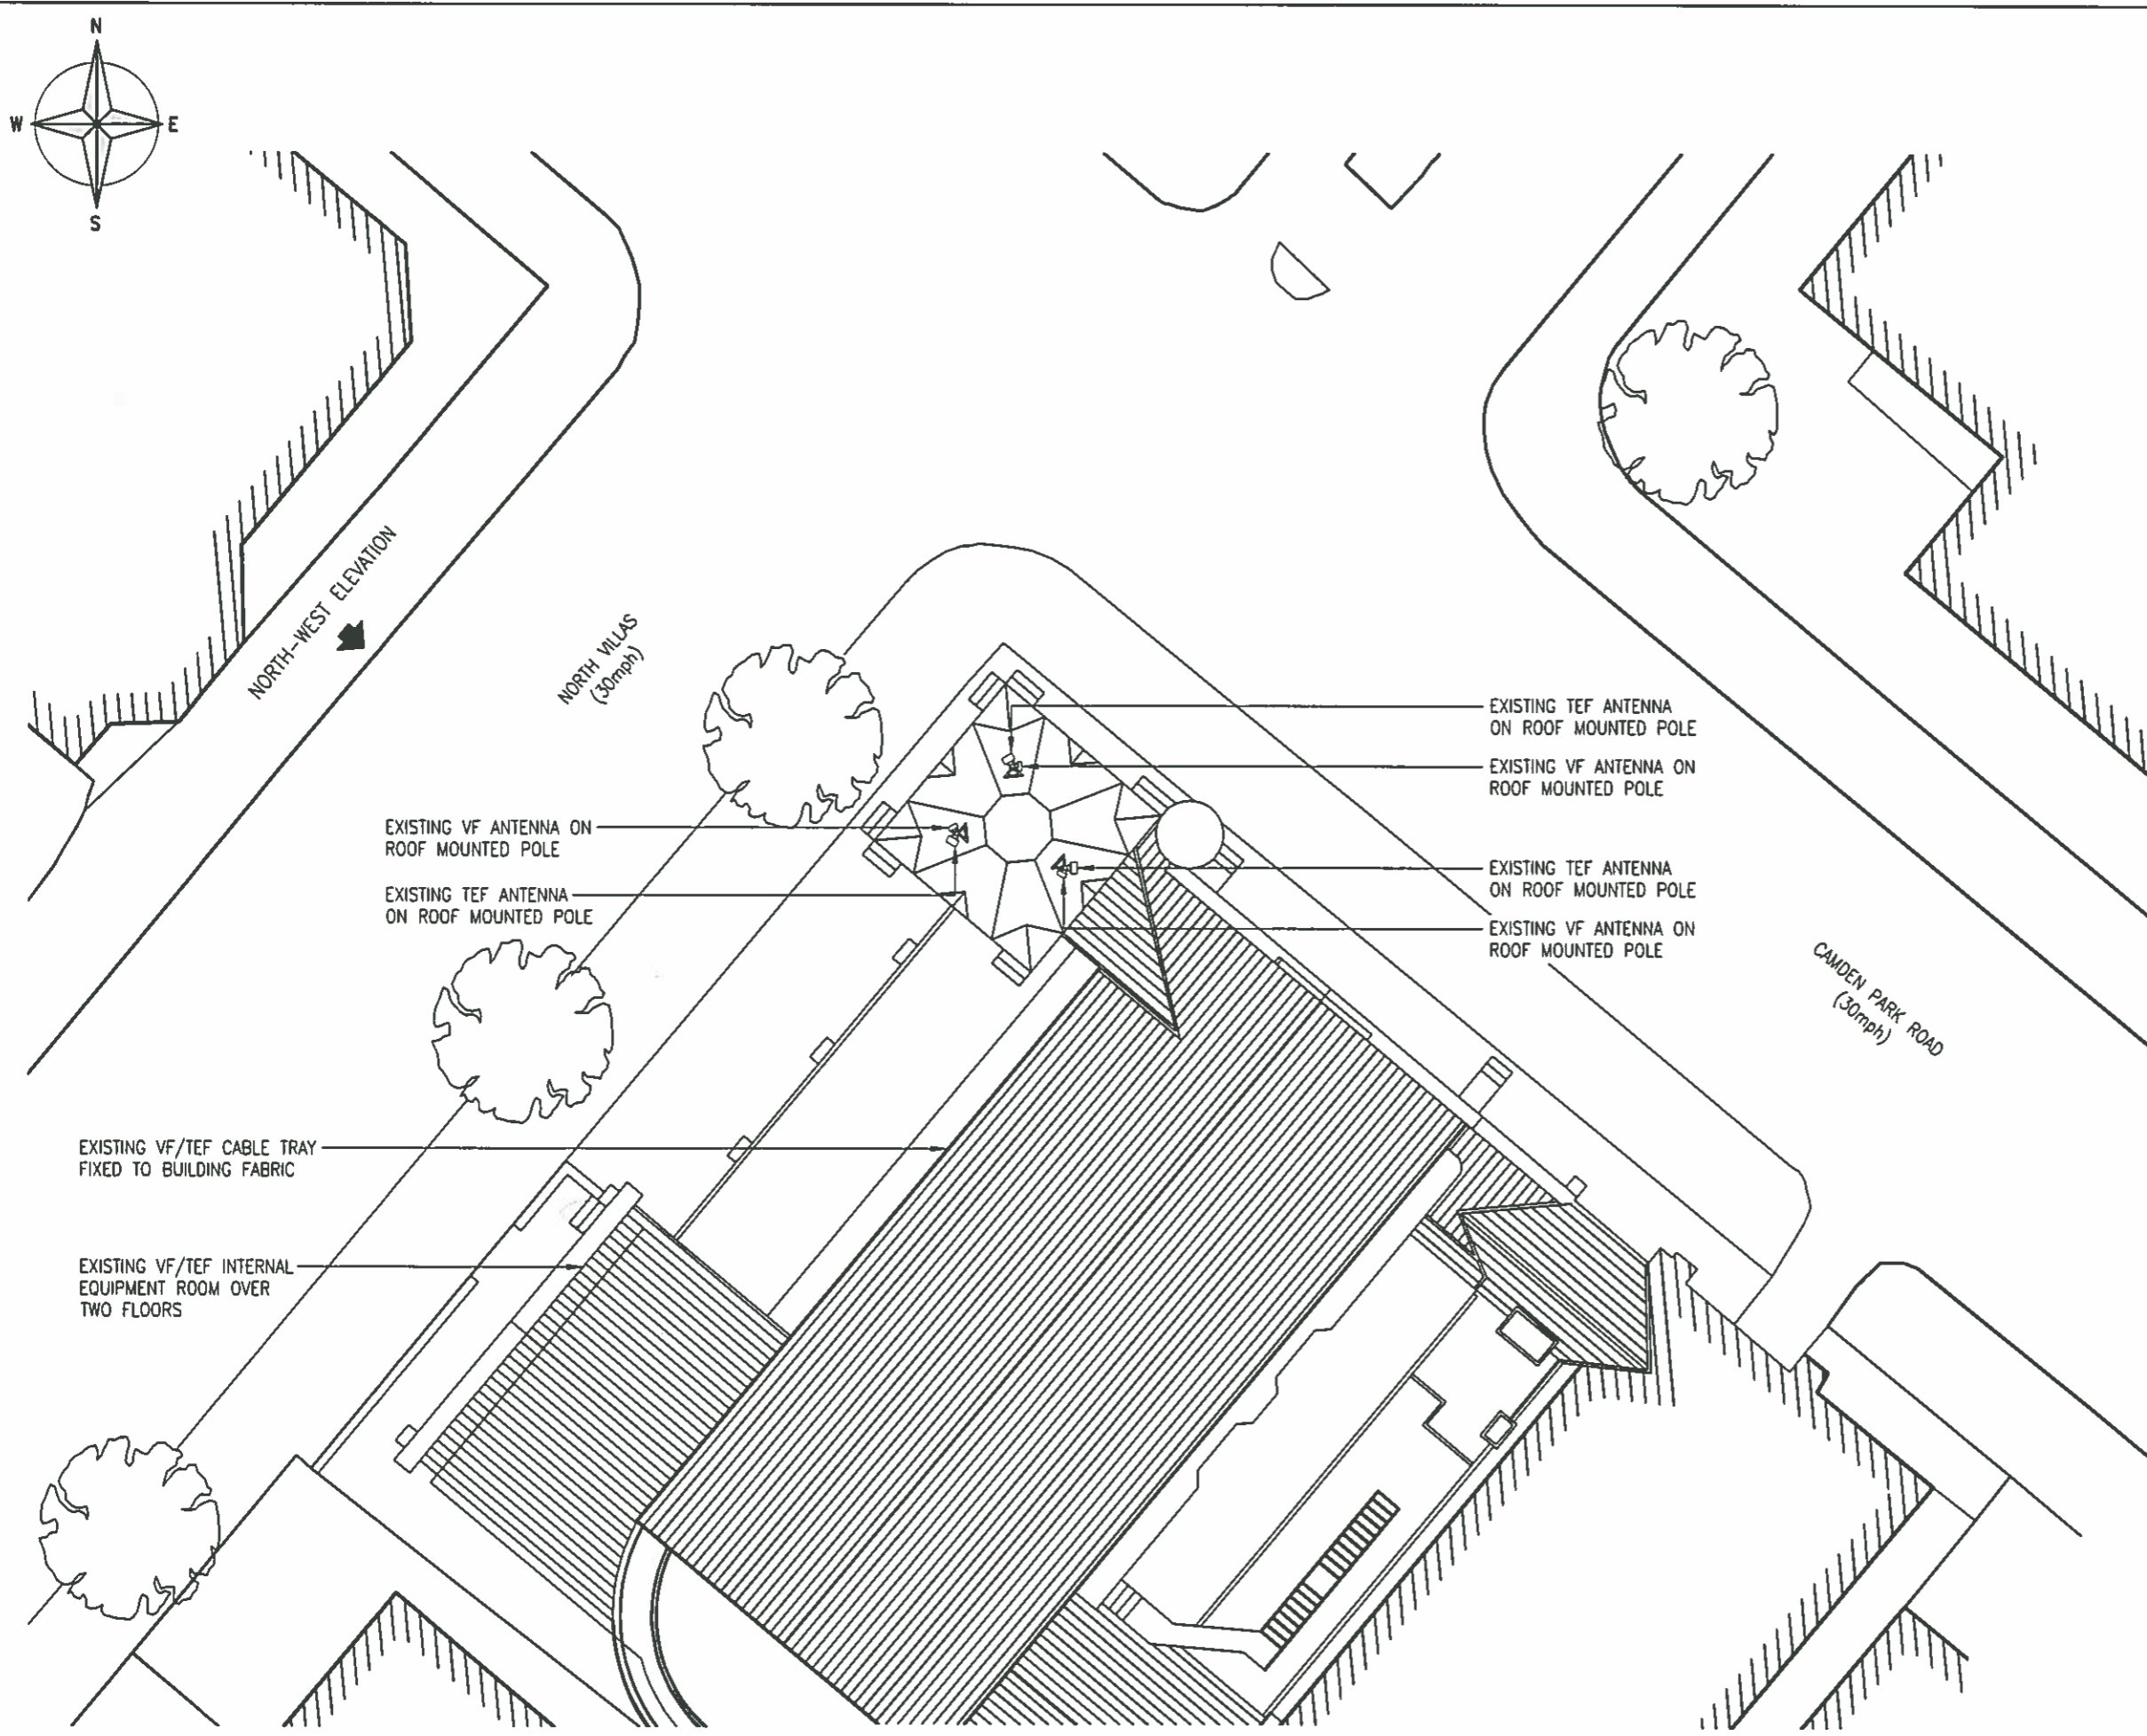 N
W
E
S
NORTH-WEST ELEVATION
NORTH VILLAS
(30mph)
EXISTING TEF ANTENNA
ON ROOF MOUNTED POLE
EXISTING VF ANTENNA ON
ROOF MOUNTED POLE
EXISTING VF ANTENNA ON
ROOF MOUNTED POLE
EXISTING TEF ANTENNA
ON ROOF MOUNTED POLE
EXISTING TEF ANTENNA
ON ROOF MOUNTED POLE
EXISTING VF ANTENNA ON
ROOF MOUNTED POLE
CAMDEN PARK ROAD
(30mph)
EXISTING VF/TEF CABLE TRAY
FIXED TO BUILDING FABRIC
EXISTING VF/TEF INTERNAL
EQUIPMENT ROOM OVER
TWO FLOORS